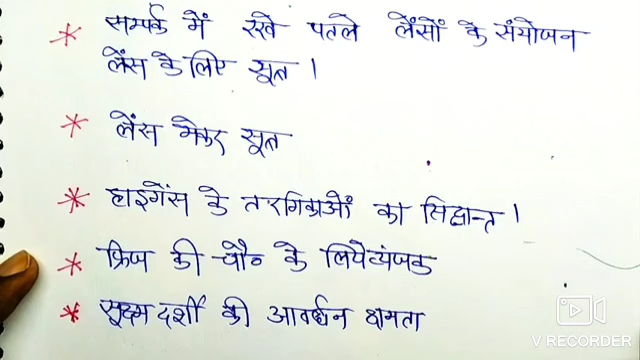 * सम्पर्क में रखे पतले लेंसों के संयोजन
लेंस के लिए सूत्र ।
* लेंस मेकर सूत्र
* हाइगेंस के तरंगिकाओं का सिद्धान्त ।
* फ्रिंज की चौ० के लिये व्यंजक
* सूक्ष्मदर्शी की आवर्धन क्षमता
V RECORDER